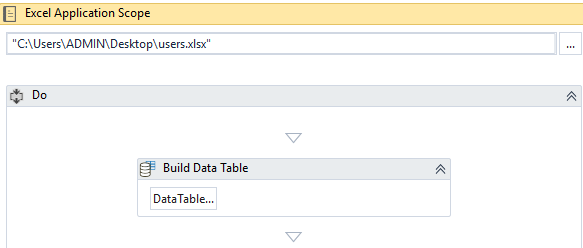 Excel Application Scope
"C:\Users\ADMIN\Desktop\users.xlsx"
...
Do
Build Data Table
DataTable...